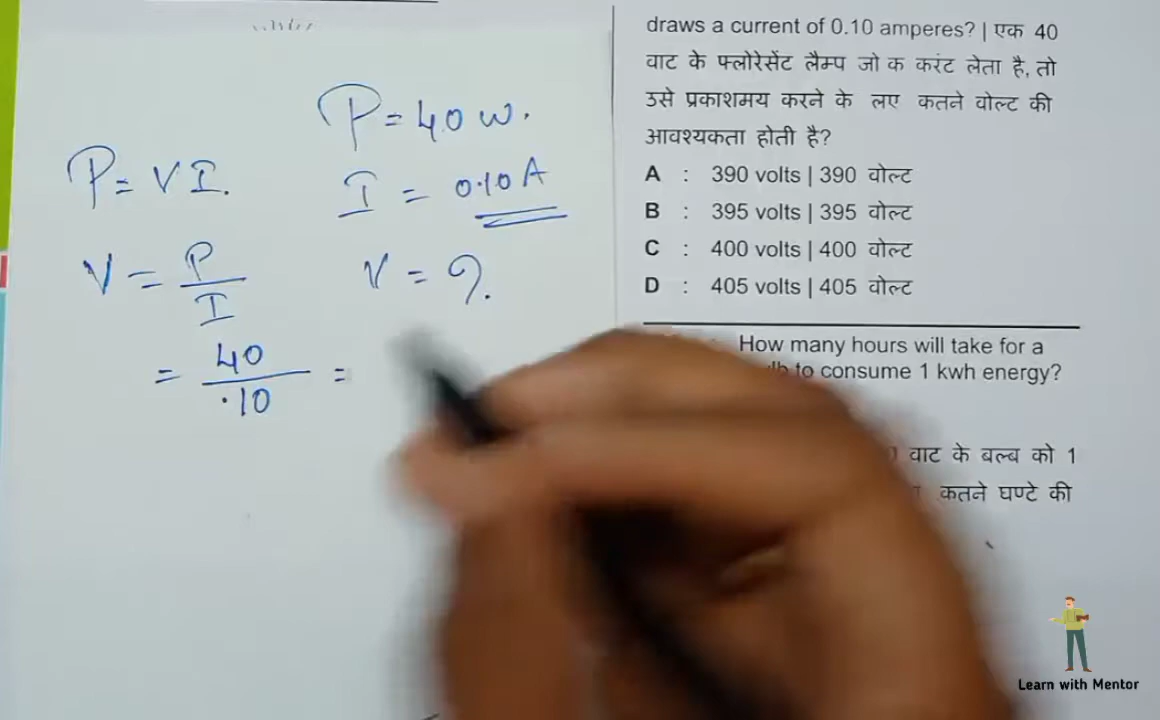 P = 40 W.
P = V I.
I = 0.10 A
V = P / I
V = ?.
= 40 / .10 =
draws a current of 0.10 amperes? | एक 40
वाट के फ्लोरेसेंट लैम्प जो क करंट लेता है, तो
उसे प्रकाशमय करने के लए कतने वोल्ट की
आवश्यकता होती है?
A : 390 volts | 390 वोल्ट
B : 395 volts | 395 वोल्ट
C : 400 volts | 400 वोल्ट
D : 405 volts | 405 वोल्ट
How many hours will take for a
to consume 1 kwh energy?
वाट के बल्ब को 1
कतने घण्टे की
Learn with Mentor